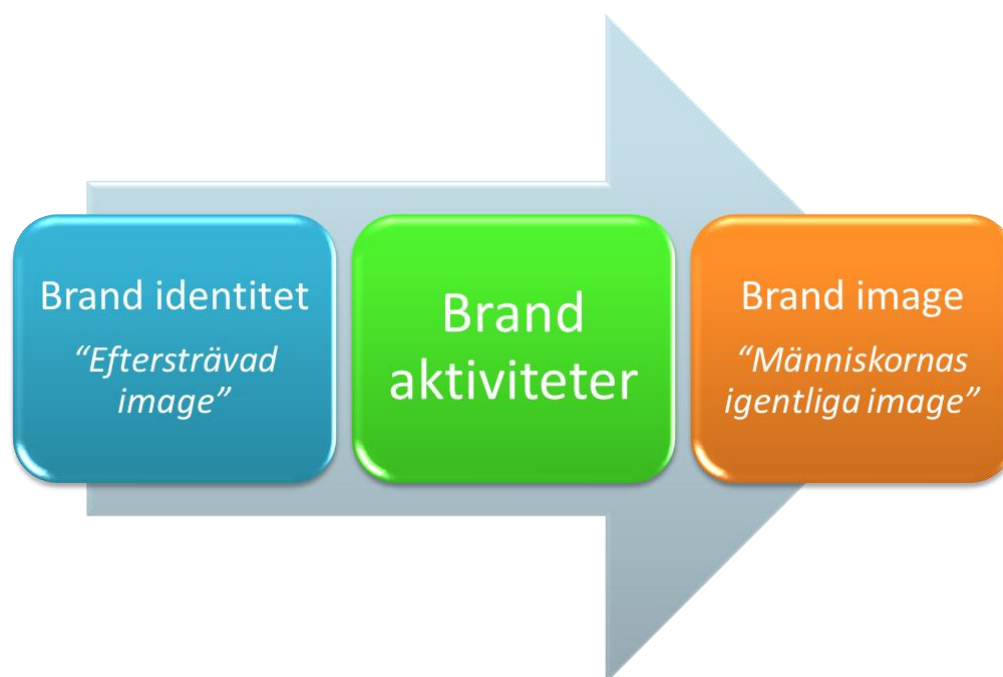 Brand identitet
“Eftersträvad
image”
Brand
aktiviteter
Brand image
“Människornas
igentliga image”